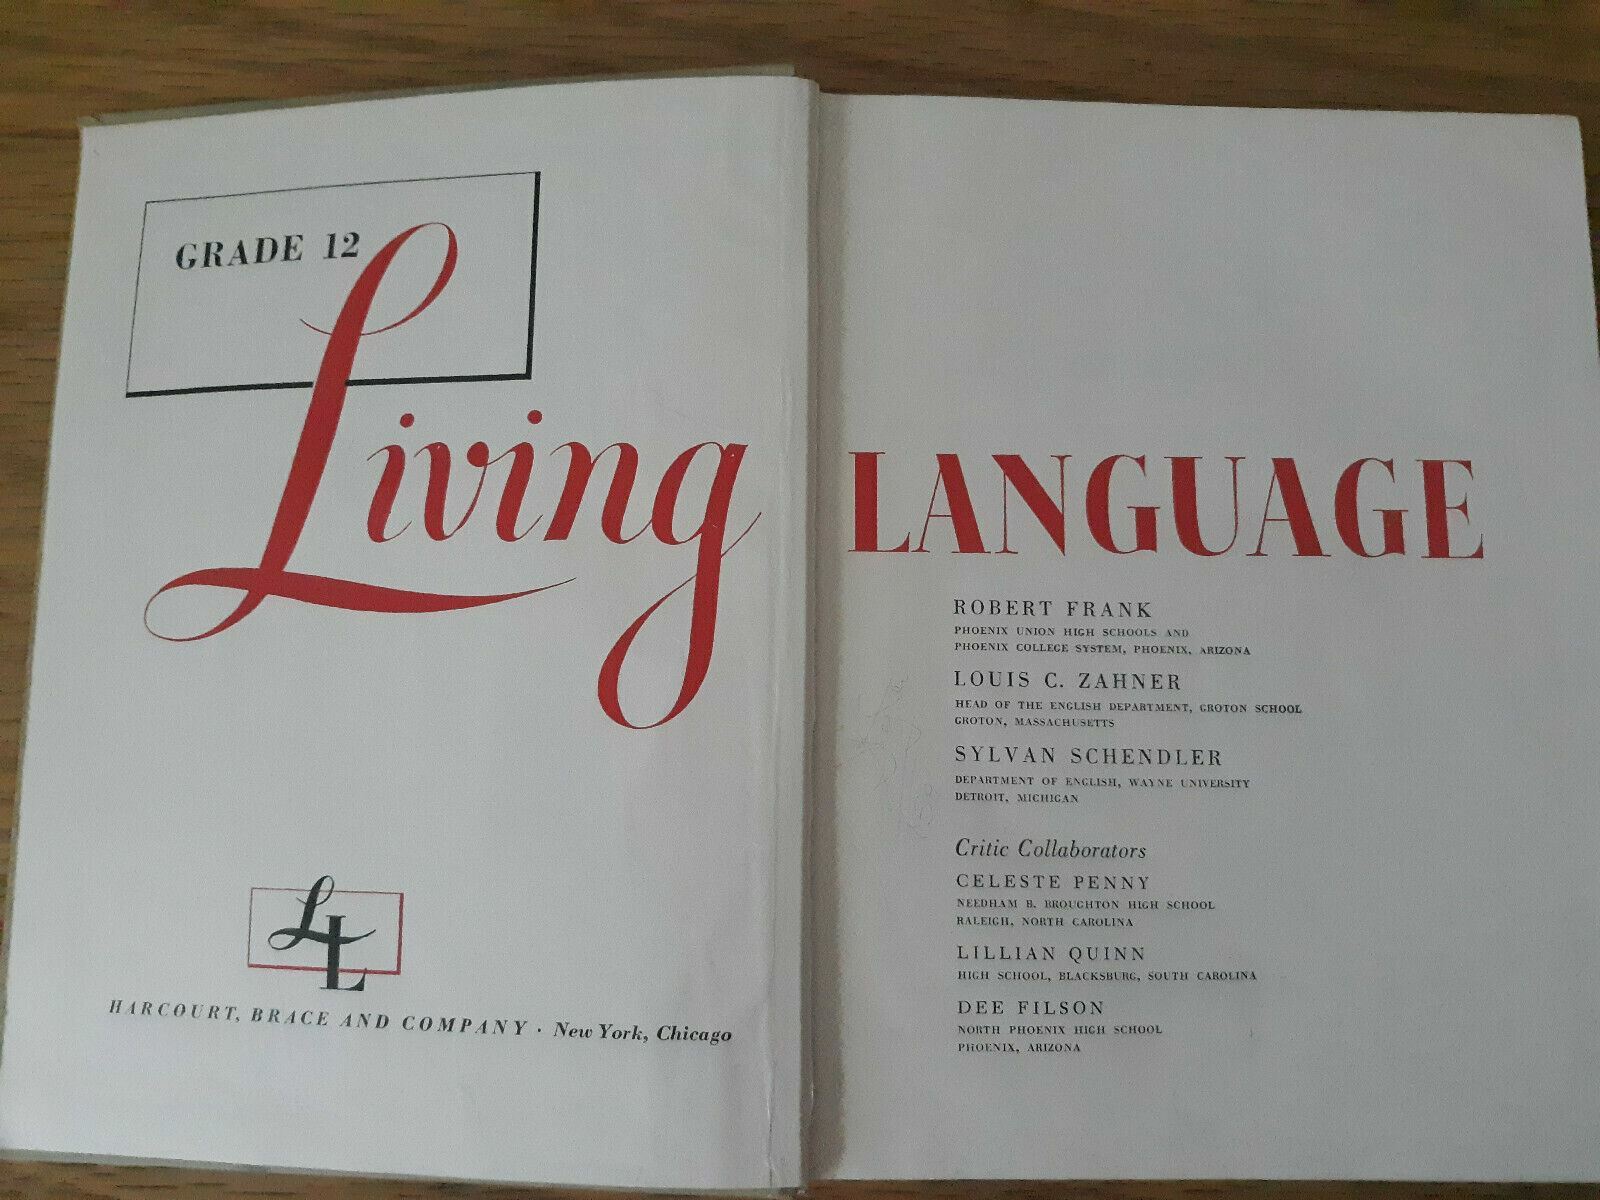 GRADE 12
Living LANGUAGE
ROBERT FRANK
PHOENIX UNION HIGH SCHOOLS AND
PHOENIX COLLEGE SYSTEM, PHOENIX, ARIZONA
LOUIS C. ZAHNER
HEAD OF THE ENGLISH DEPARTMENT, GROTON SCHOOL
GROTON, MASSACHUSETTS
SYLVAN SCHENDLER
DEPARTMENT OF ENGLISH, WAYNE UNIVERSITY
DETROIT, MICHIGAN
Critic Collaborators
CELESTE PENNY
NEEDHAM B. BROUGHTON HIGH SCHOOL
RALEIGH, NORTH CAROLINA
LILLIAN QUINN
HIGH SCHOOL, BLACKSBURG, SOUTH CAROLINA
DEE FILSON
NORTH PHOENIX HIGH SCHOOL
PHOENIX, ARIZONA
LL
HARCOURT, BRACE AND COMPANY · New York, Chicago